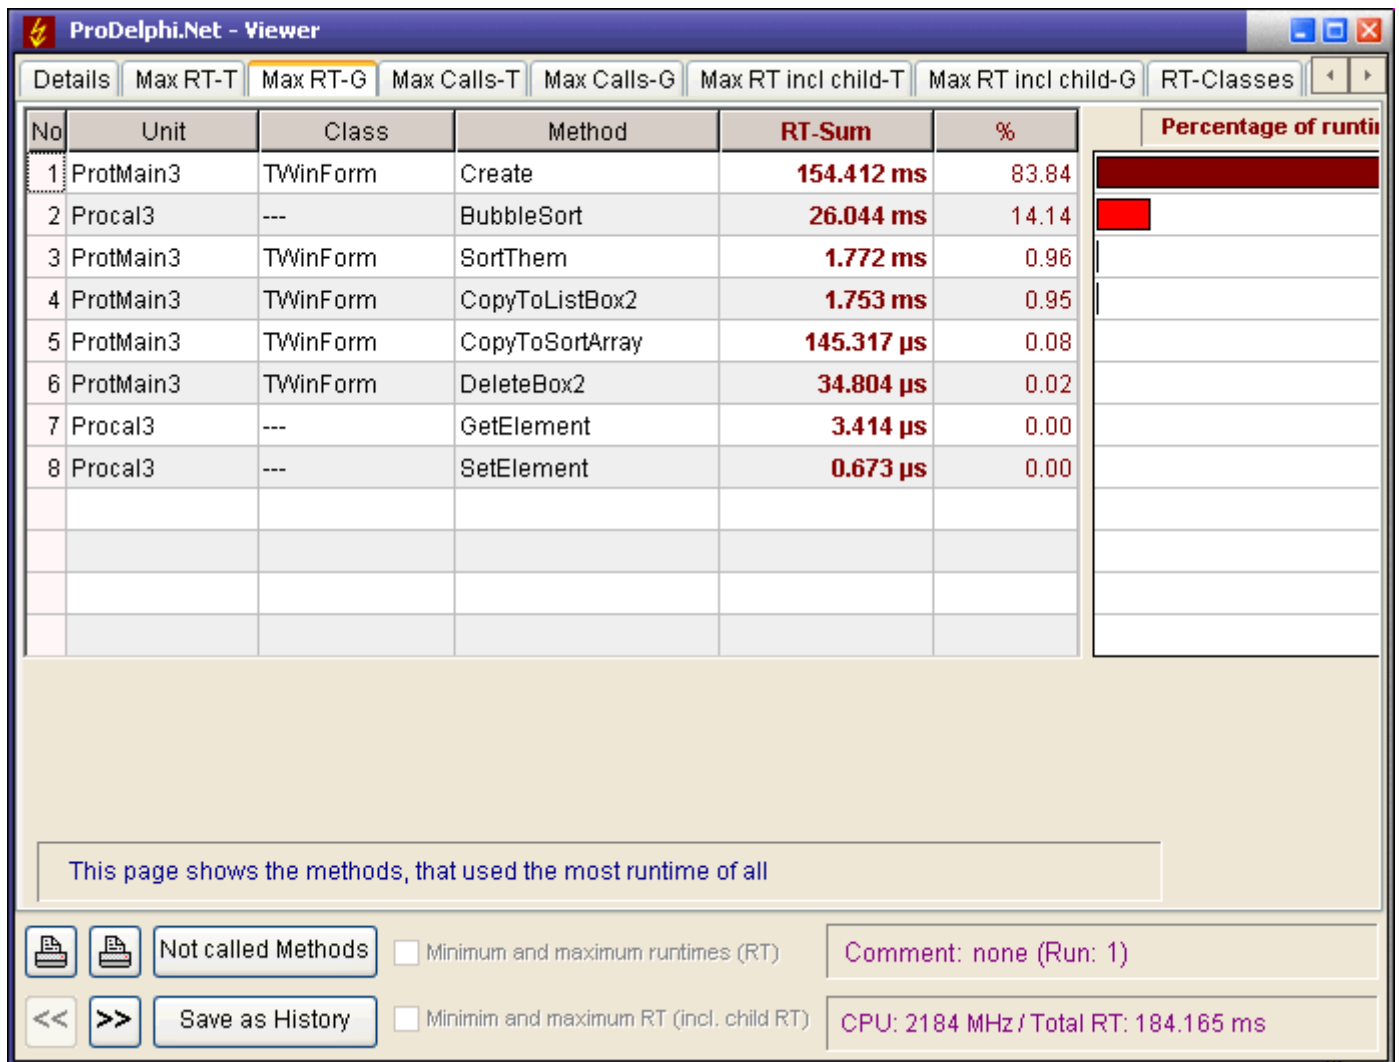 ProDelphi.Net - Viewer
Details Max RT-T Max RT-G Max Calls-T Max Calls-G Max RT incl child-T Max RT incl child-G RT-Classes
No Unit Class Method RT-Sum % Percentage of runti
1 ProtMain3 TWinForm Create 154.412 ms 83.84
2 Procal3 --- BubbleSort 26.044 ms 14.14
3 ProtMain3 TWinForm SortThem 1.772 ms 0.96
4 ProtMain3 TWinForm CopyToListBox2 1.753 ms 0.95
5 ProtMain3 TWinForm CopyToSortArray 145.317 µs 0.08
6 ProtMain3 TWinForm DeleteBox2 34.804 µs 0.02
7 Procal3 --- GetElement 3.414 µs 0.00
8 Procal3 --- SetElement 0.673 µs 0.00
This page shows the methods, that used the most runtime of all
Not called Methods Minimum and maximum runtimes (RT) Comment: none (Run: 1)
<< >> Save as History Minimim and maximum RT (incl. child RT) CPU: 2184 MHz / Total RT: 184.165 ms